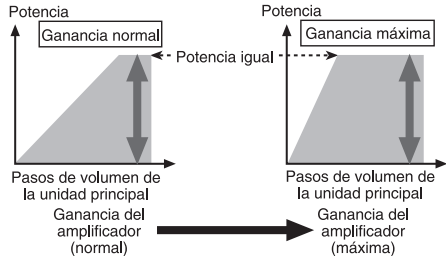 Potencia
Ganancia normal
Potencia igual
Pasos de volumen de
la unidad principal
Ganancia del
amplificador
(normal)
Potencia
Ganancia máxima
Pasos de volumen de
la unidad principal
Ganancia del
amplificador
(máxima)